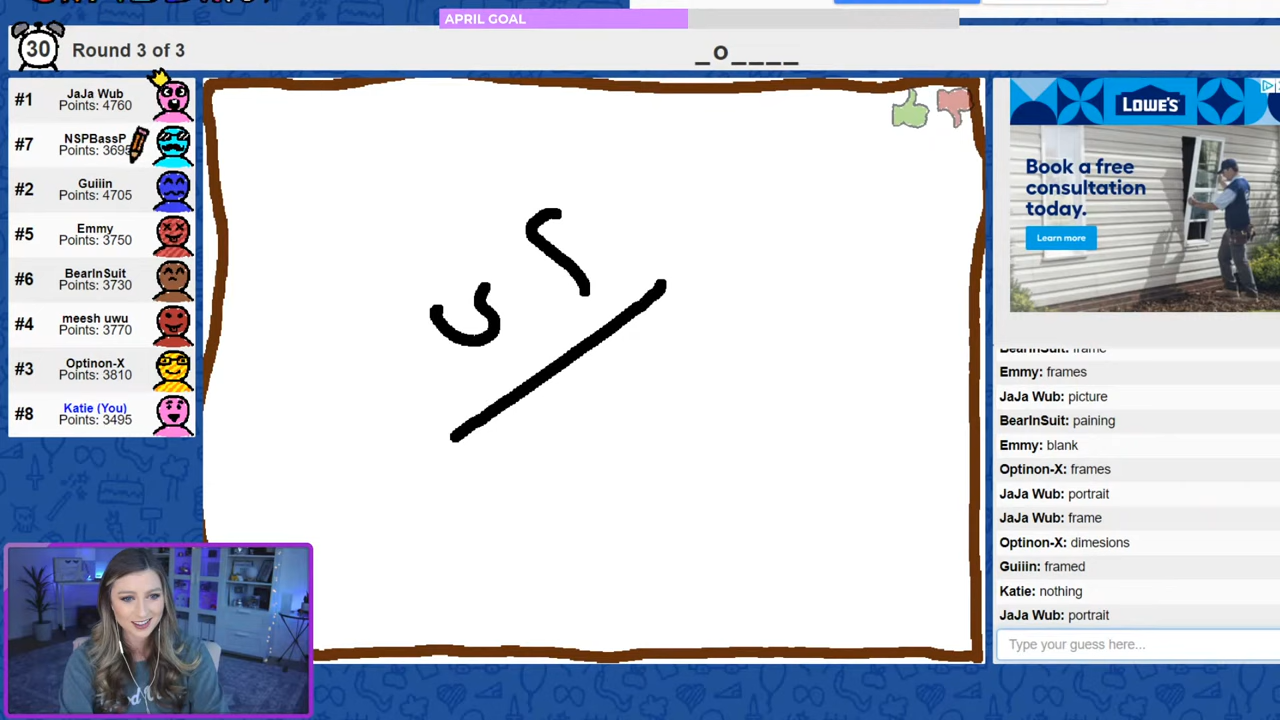 APRIL GOAL
30
Round 3 of 3
_o____
#1
JaJa Wub
Points: 4760
#7
NSPBassP
Points: 3695
#2
Guiiin
Points: 4705
#5
Emmy
Points: 3750
#6
BearInSuit
Points: 3730
#4
meesh uwu
Points: 3770
#3
Optinon-X
Points: 3810
#8
Katie (You)
Points: 3495
LOWE'S
Book a free
consultation
today.
Learn more
BearInSuit: frame
Emmy: frames
JaJa Wub: picture
BearInSuit: paining
Emmy: blank
Optinon-X: frames
JaJa Wub: portrait
JaJa Wub: frame
Optinon-X: dimesions
Guiiin: framed
Katie: nothing
JaJa Wub: portrait
Type your guess here...